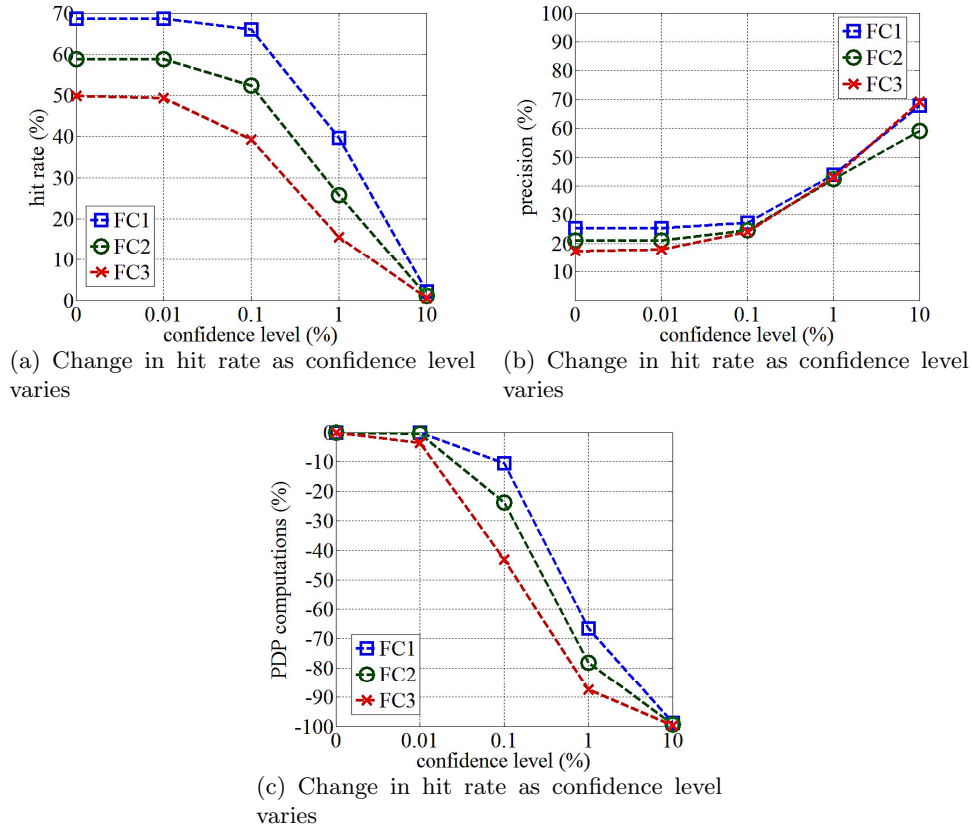 70
60
50
40
30
20
10
0
hit rate (%)
FC1
FC2
FC3
0 0.01 0.1 1 10
confidence level (%)
(a) Change in hit rate as confidence level
varies
100
90
80
70
60
50
40
30
20
10
precision (%)
FC1
FC2
FC3
0 0.01 0.1 1 10
confidence level (%)
(b) Change in hit rate as confidence level
varies
0
-10
-20
-30
-40
-50
-60
-70
-80
-90
-100
PDP computations (%)
FC1
FC2
FC3
0 0.01 0.1 1 10
confidence level (%)
(c) Change in hit rate as confidence level
varies